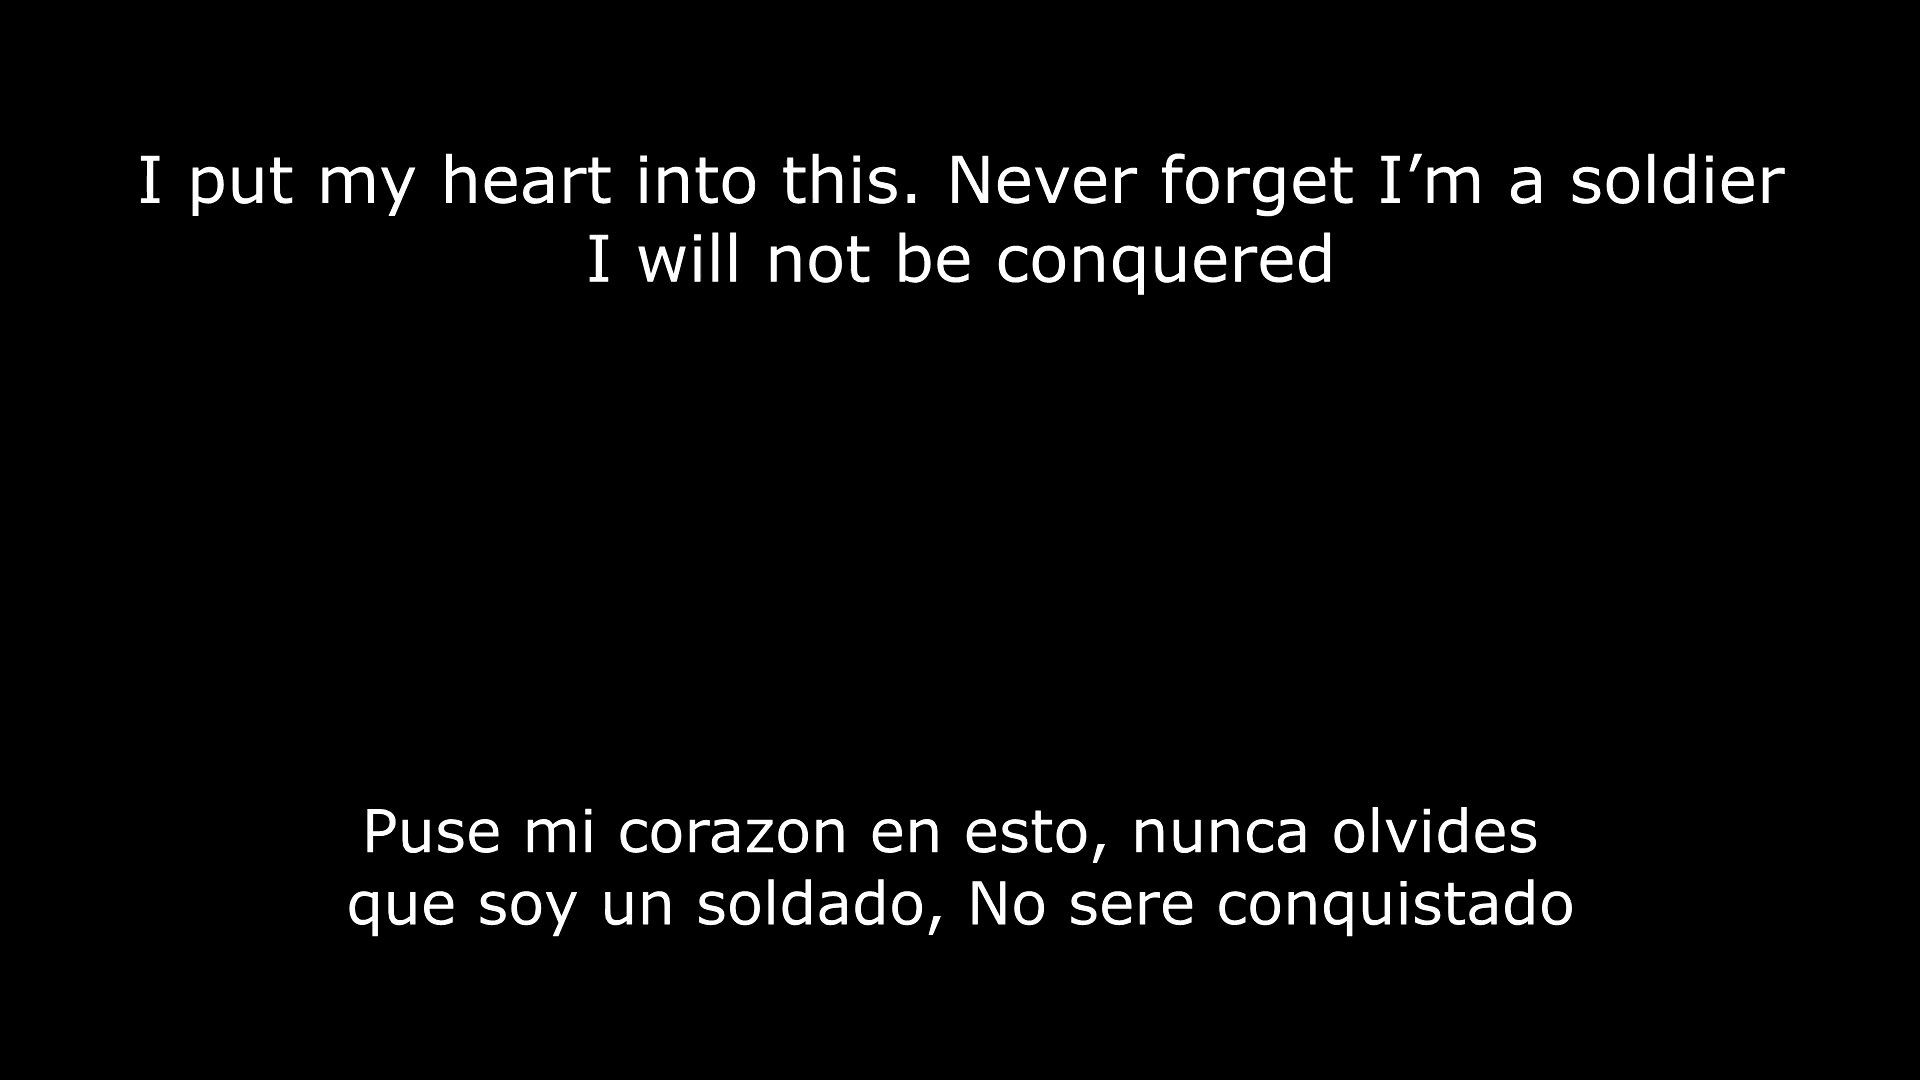 I put my heart into this. Never forget I’m a soldier
I will not be conquered
Puse mi corazon en esto, nunca olvides
que soy un soldado, No sere conquistado